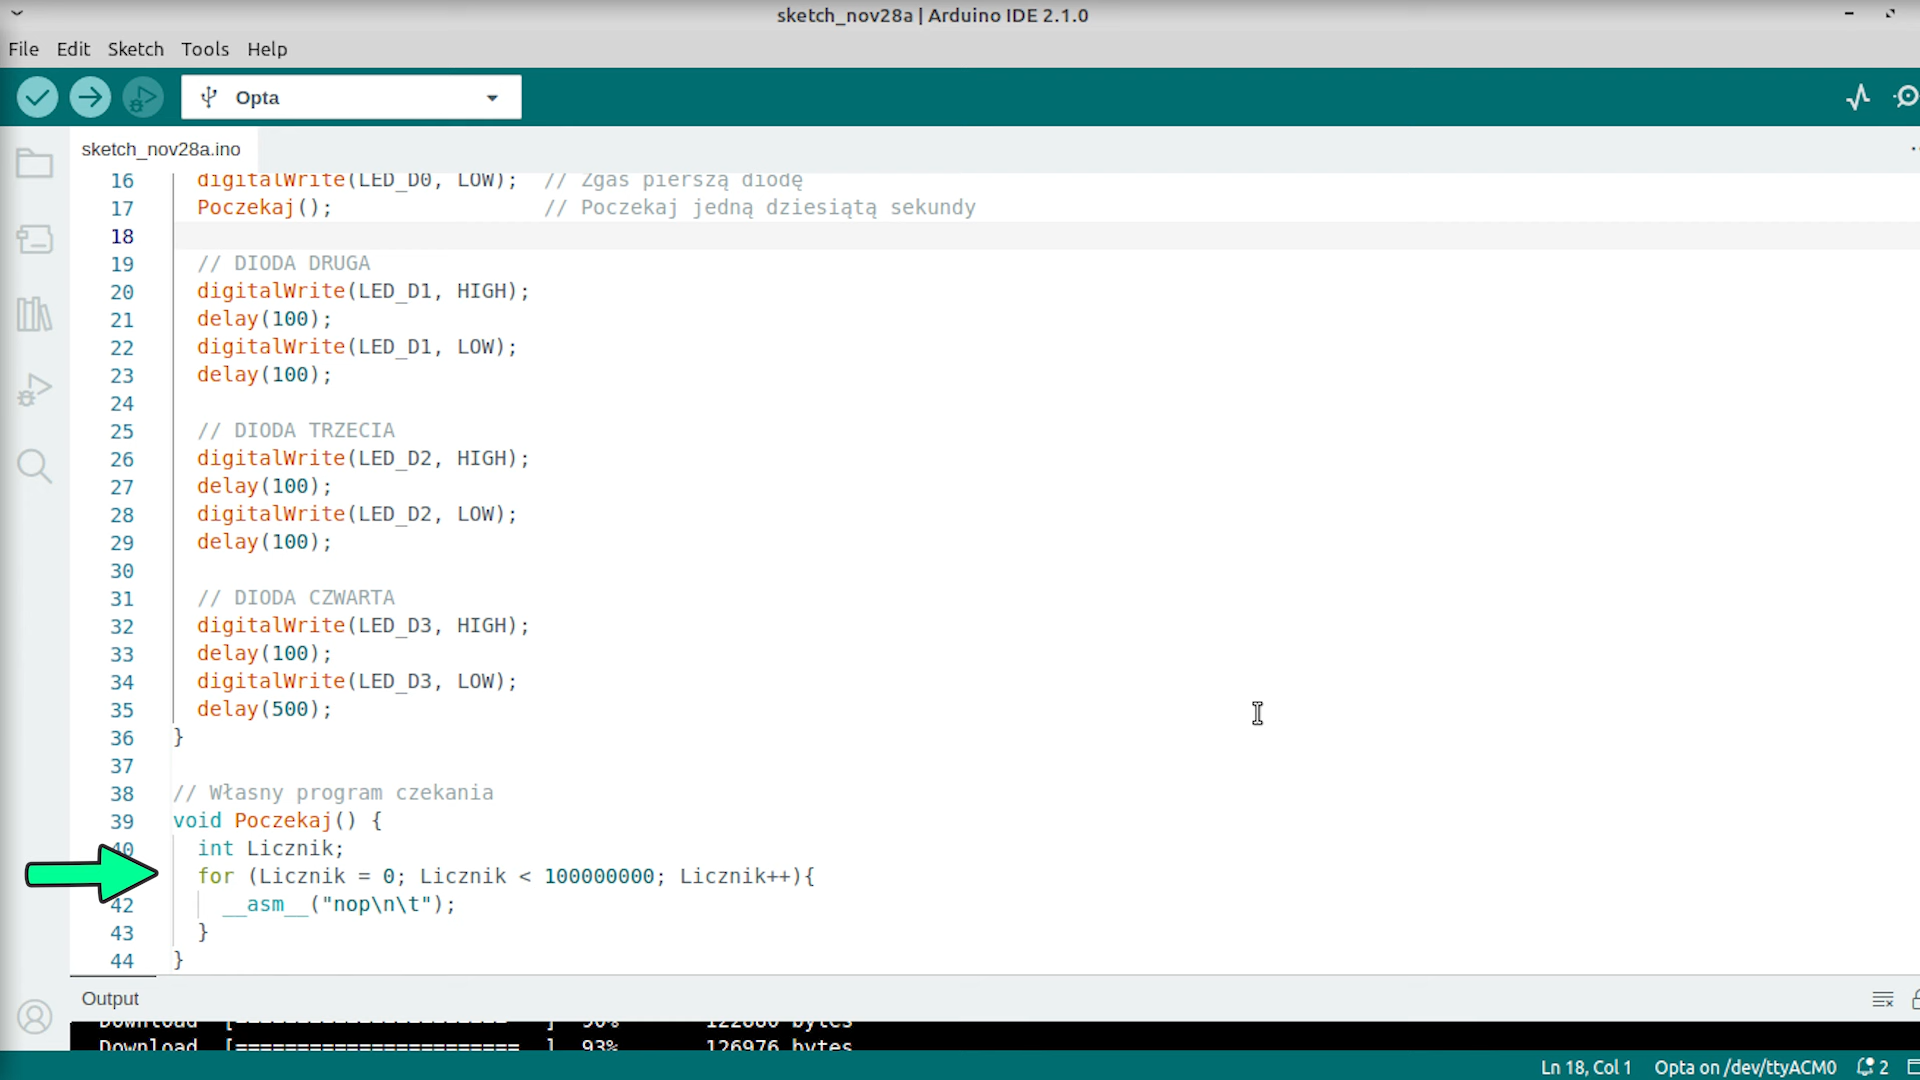 sketch_nov28a | Arduino IDE 2.1.0
File Edit Sketch Tools Help
Opta
sketch_nov28a.ino
16 digitalWrite(LED_D0, LOW); // Zgaś pierszą diodę
17 Poczekaj(); // Poczekaj jedną dziesiątą sekundy
18
19 // DIODA DRUGA
20 digitalWrite(LED_D1, HIGH);
21 delay(100);
22 digitalWrite(LED_D1, LOW);
23 delay(100);
24
25 // DIODA TRZECIA
26 digitalWrite(LED_D2, HIGH);
27 delay(100);
28 digitalWrite(LED_D2, LOW);
29 delay(100);
30
31 // DIODA CZWARTA
32 digitalWrite(LED_D3, HIGH);
33 delay(100);
34 digitalWrite(LED_D3, LOW);
35 delay(500);
36 }
37
38 // Własny program czekania
39 void Poczekaj() {
40 int Licznik;
for (Licznik = 0; Licznik < 100000000; Licznik++){
42 __asm__("nop\n\t");
43 }
44 }
Output
Download [====================== ] 90% 122880 bytes
Download [======================= ] 93% 126976 bytes
Ln 18, Col 1 Opta on /dev/ttyACM0 2